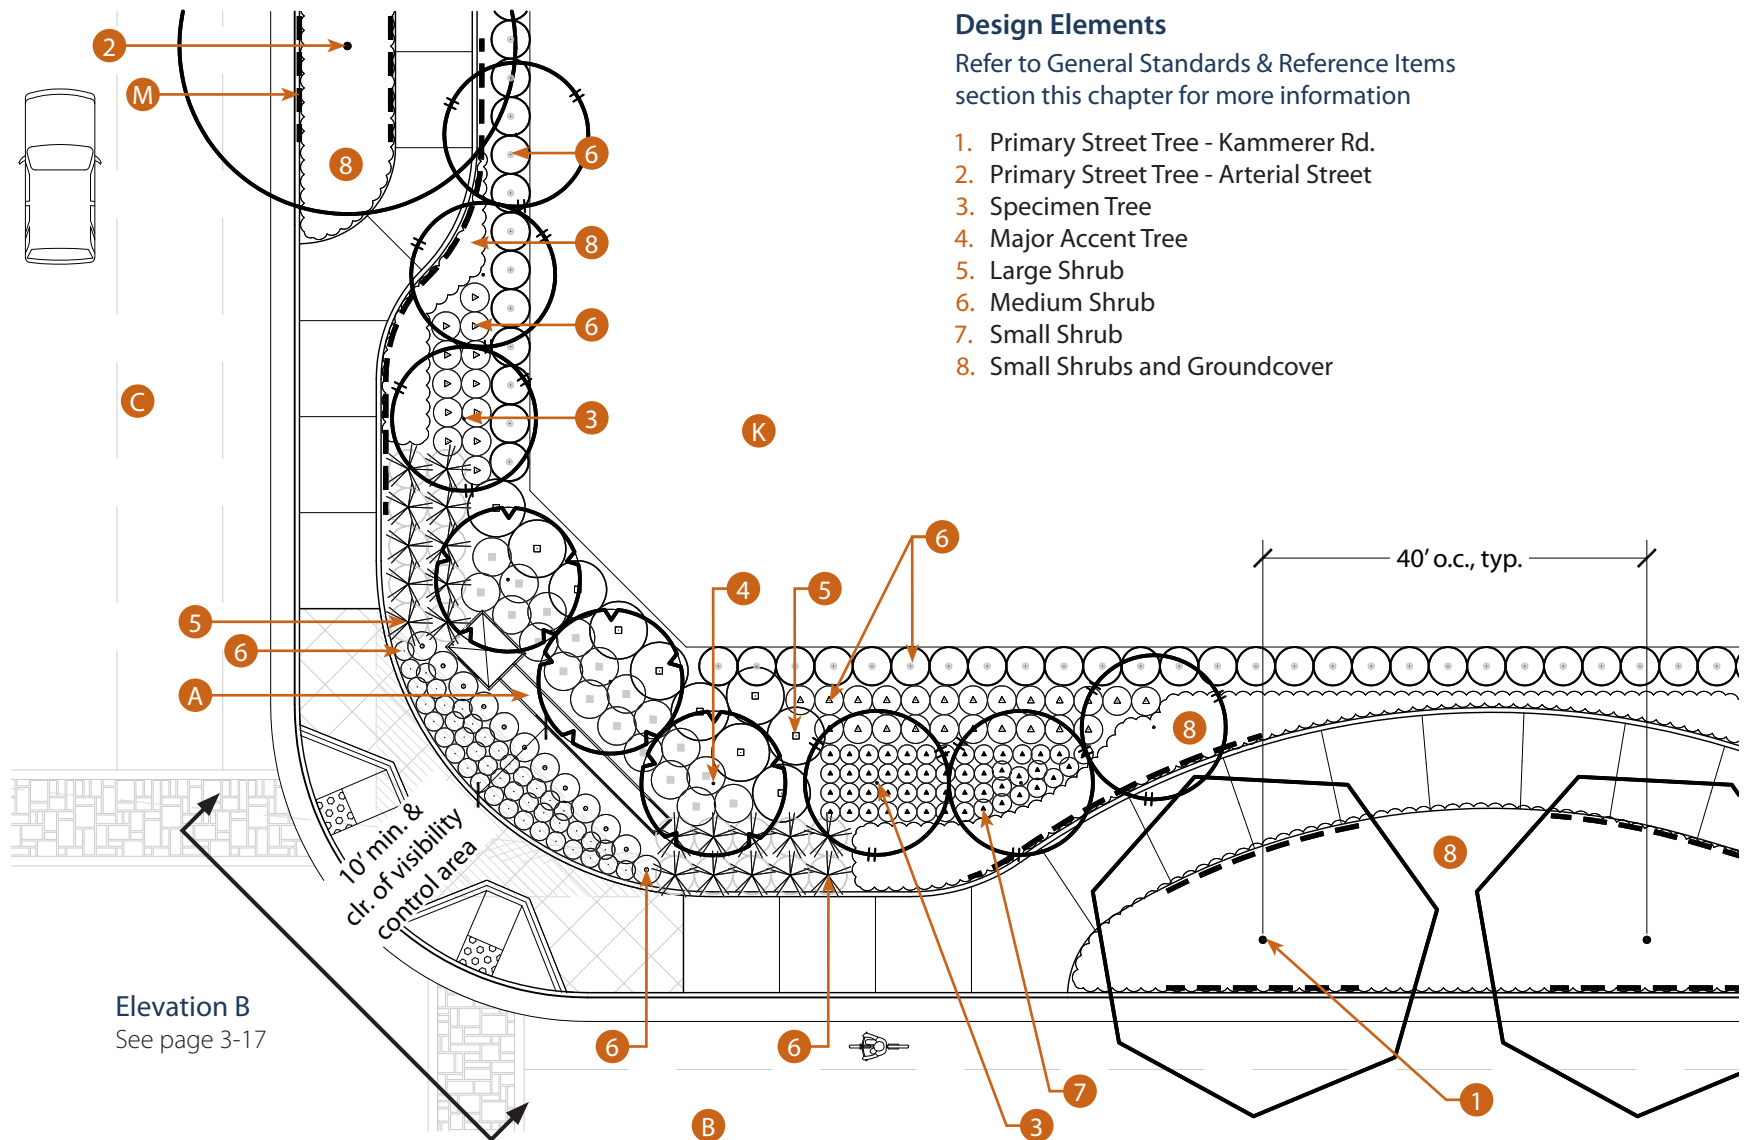 Design Elements
Refer to General Standards & Reference Items
section this chapter for more information
1. Primary Street Tree - Kammerer Rd.
2. Primary Street Tree - Arterial Street
3. Specimen Tree
4. Major Accent Tree
5. Large Shrub
6. Medium Shrub
7. Small Shrub
8. Small Shrubs and Groundcover
2
M
8
6
8
6
C
3
K
6
40' o.c., typ.
4
5
5
6
A
8
10' min. &
clr. of visibility
control area
8
Elevation B
See page 3-17
6
6
7
1
3
B